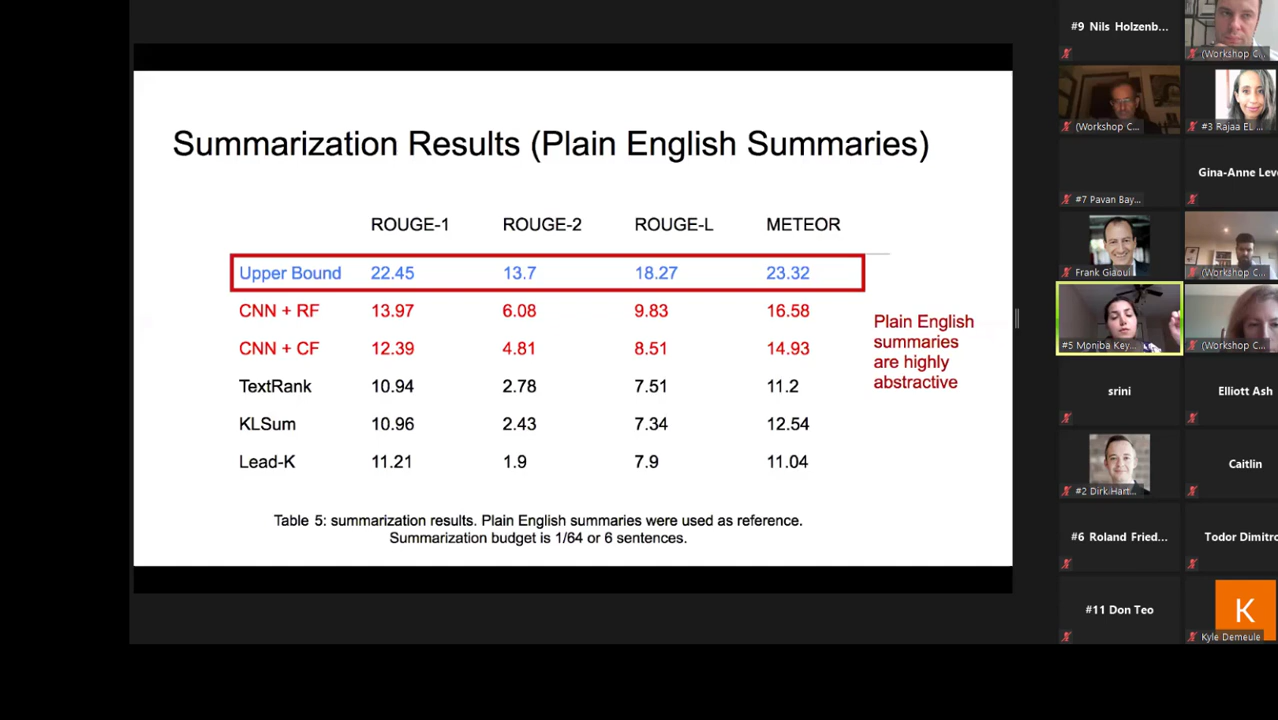 Summarization Results (Plain English Summaries)
ROUGE-1 ROUGE-2 ROUGE-L METEOR
Upper Bound 22.45 13.7 18.27 23.32
CNN + RF 13.97 6.08 9.83 16.58
CNN + CF 12.39 4.81 8.51 14.93
TextRank 10.94 2.78 7.51 11.2
KLSum 10.96 2.43 7.34 12.54
Lead-K 11.21 1.9 7.9 11.04
Plain English
summaries
are highly
abstractive
Table 5: summarization results. Plain English summaries were used as reference.
Summarization budget is 1/64 or 6 sentences.
#9 Nils Holzenb...
(Workshop C...
(Workshop C...
#3 Rajaa EL ...
#7 Pavan Bay...
Gina-Anne Lev
Frank Giaoui
(Workshop C...
#5 Moniba Key...
(Workshop C...
srini
Elliott Ash
#2 Dirk Hart...
Caitlin
#6 Roland Fried...
Todor Dimitro
#11 Don Teo
K
Kyle Demeule